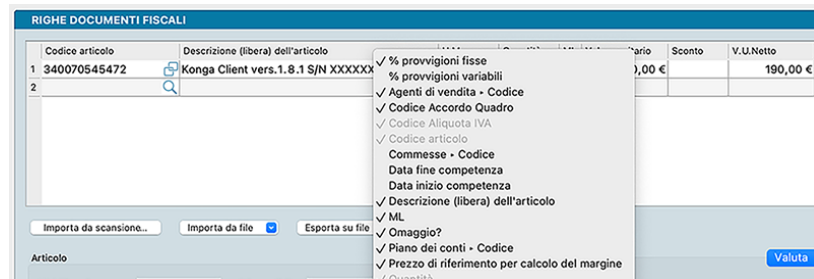 RIGHE DOCUMENTI FISCALI
Codice articolo Descrizione (libera) dell'articolo Sconto V.U.Netto
1 340070545472 Konga Client vers.1.8.1 S/N XXXXXX 190,00 €
2
✓ % provvigioni fisse
% provvigioni variabili
✓ Agenti di vendita ▸ Codice
✓ Codice Accordo Quadro
✓ Codice Aliquota IVA
✓ Codice articolo
Commesse ▸ Codice
Data fine competenza
Data inizio competenza
✓ Descrizione (libera) dell'articolo
✓ ML
✓ Omaggio?
✓ Piano dei conti ▸ Codice
✓ Prezzo di riferimento per calcolo del margine
✓ Quantità
Importa da scansione... Importa da file Esporta su file
Articolo Valuta